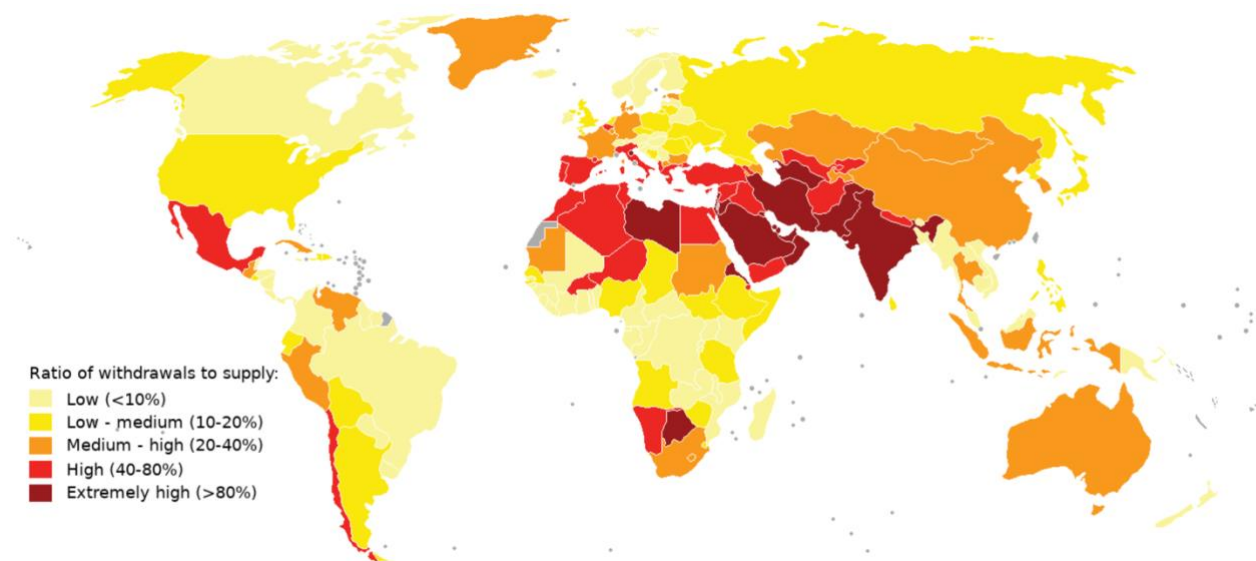 Ratio of withdrawals to supply:
Low (<10%)
Low - medium (10-20%)
Medium - high (20-40%)
High (40-80%)
Extremely high (>80%)